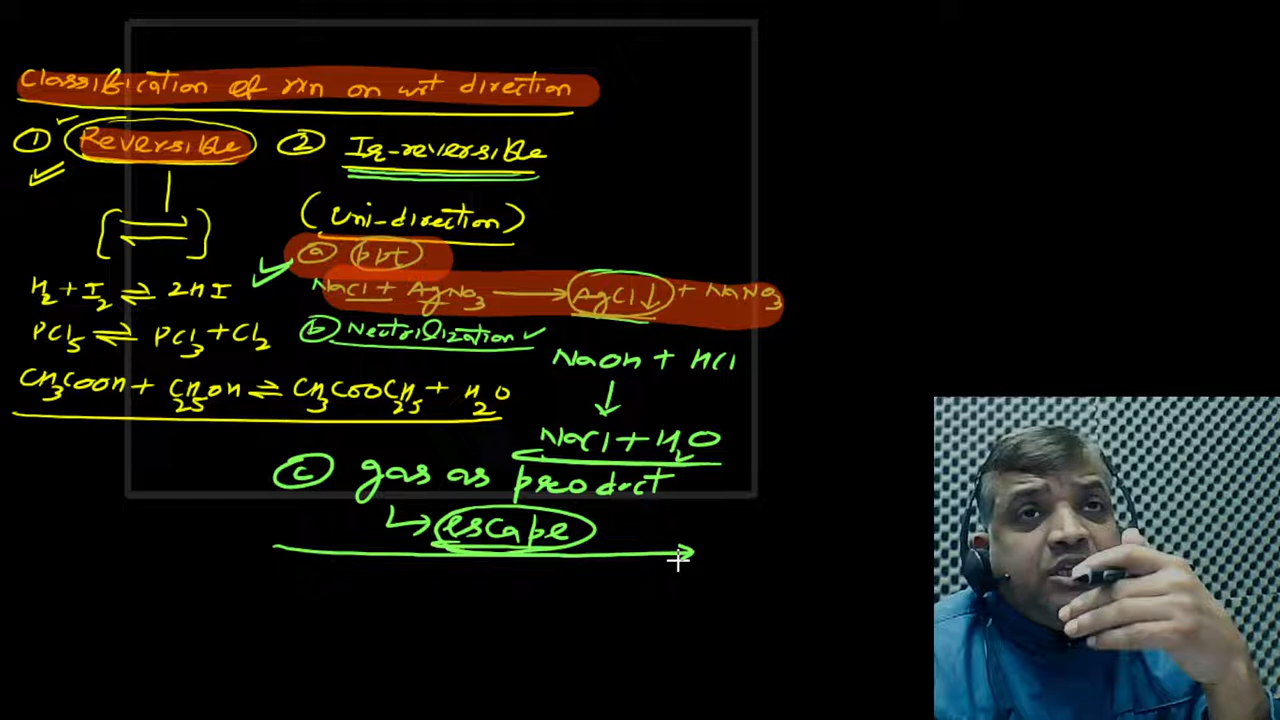 Classification of rxn on wrt direction
① Reversible ② Ir-reversible
(Uni-direction)
[⇌]
ⓐ ppt
H2 + I2 ⇌ 2HI
NaCl + AgNO3 → AgCl↓ + NaNO3
PCl5 ⇌ PCl3 + Cl2
ⓑ Neutrilization ✓
NaOH + HCl
↓
CH3COOH + C2H5OH ⇌ CH3COOC2H5 + H2O
NaCl + H2O
ⓒ gas as product
↳ escape